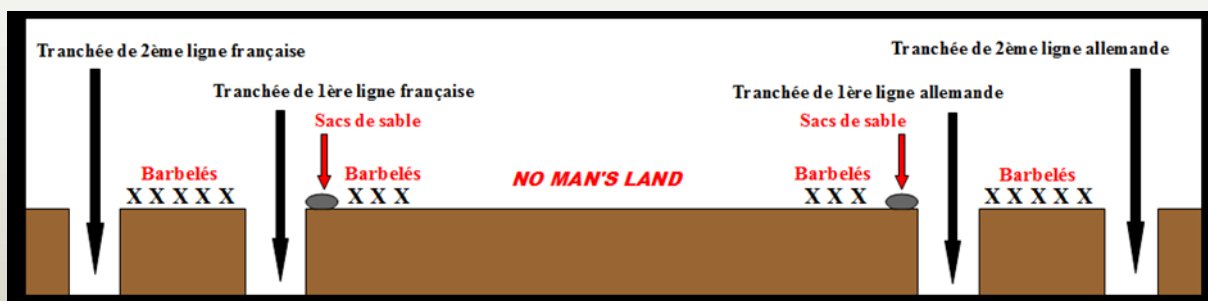 Tranchée de 2ème ligne française
Tranchée de 2ème ligne allemande
Tranchée de 1ère ligne française
Tranchée de 1ère ligne allemande
Sacs de sable
Sacs de sable
Barbelés
Barbelés
NO MAN'S LAND
Barbelés
Barbelés
X X X X X
X X X
X X X
X X X X X